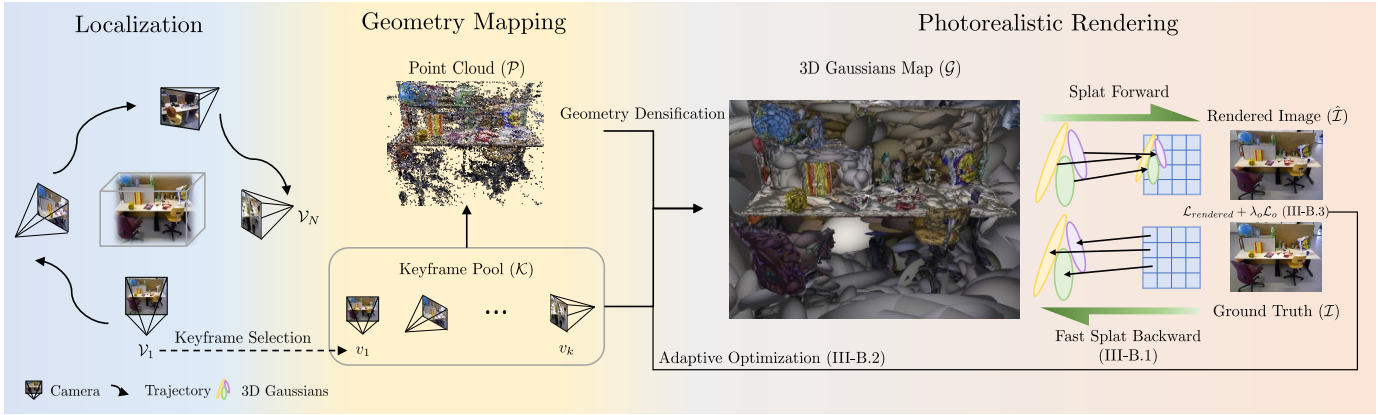 Localization
Geometry Mapping
Photorealistic Rendering
Point Cloud (𝒫)
3D Gaussians Map (𝒢)
Geometry Densification
Splat Forward
Rendered Image (ℐ̂)
𝒱_N
ℒ_rendered + λ_oℒ_o (III-B.3)
Keyframe Pool (𝒦)
...
Ground Truth (ℐ)
Fast Splat Backward
(III-B.1)
Keyframe Selection
𝒱_1
v_1
v_k
Adaptive Optimization (III-B.2)
Camera
Trajectory
3D Gaussians